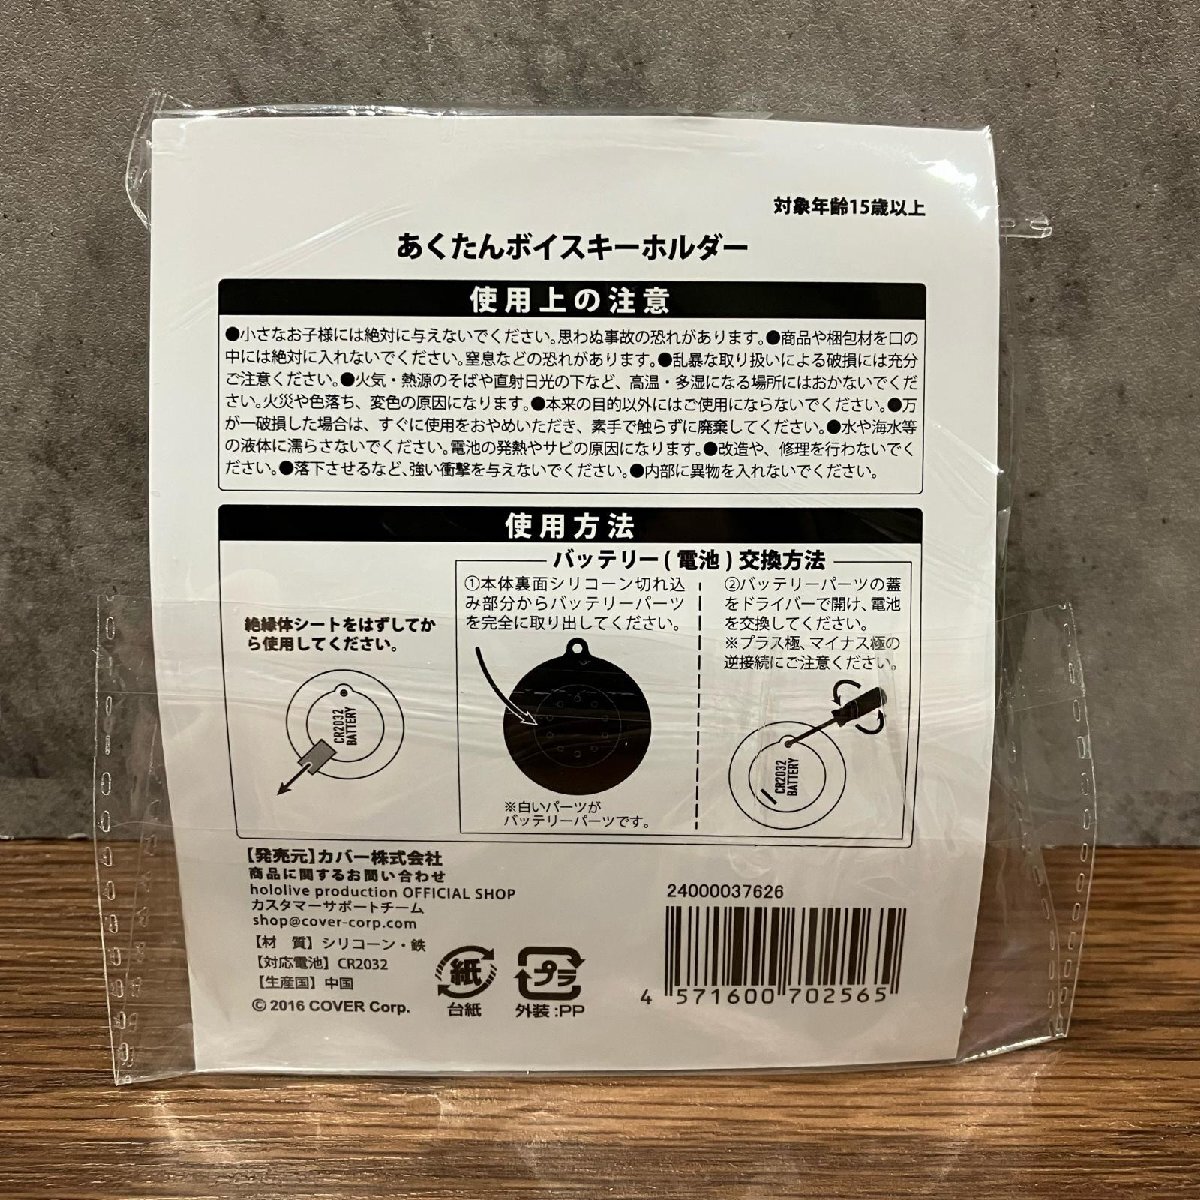 対象年齢15歳以上
あくたんボイスキーホルダー
使用上の注意
●小さなお子様には絶対に与えないでください。思わぬ事故の恐れがあります。●商品や梱包材を口の
中には絶対に入れないでください。窒息などの恐れがあります。●乱暴な取り扱いによる破損には充分
ご注意ください。●火気・熱源のそばや直射日光の下など、高温・多湿になる場所にはおかないでくだ
さい。火災や色落ち、変色の原因になります。●本来の目的以外にはご使用にならないでください。●万
が一破損した場合は、すぐに使用をおやめいただき、素手で触らずに廃棄してください。●水や海水等
の液体に濡らさないでください。電池の発熱やサビの原因になります。●改造や、修理を行わないでく
ださい。●落下させるなど、強い衝撃を与えないでください。●内部に異物を入れないでください。
使用方法
絶縁体シートをはずしてか
ら使用してください。
CR2032
BATTERY
バッテリー(電池)交換方法
①本体裏面シリコーン切れ込
み部分からバッテリーパーツ
を完全に取り出してください。
※白いパーツが
バッテリーパーツです。
②バッテリーパーツの蓋
をドライバーで開け、電池
を交換してください。
※プラス極、マイナス極の
逆接続にご注意ください。
CR2032
BATTERY
【発売元】カバー株式会社
商品に関するお問い合わせ
hololive production OFFICIAL SHOP
カスタマーサポートチーム
shop@cover-corp.com
【材 質】シリコーン・鉄
【対応電池】CR2032
【生産国】中国
© 2016 COVER Corp.
紙
台紙
プラ
外装:PP
24000037626
4 571600 702565